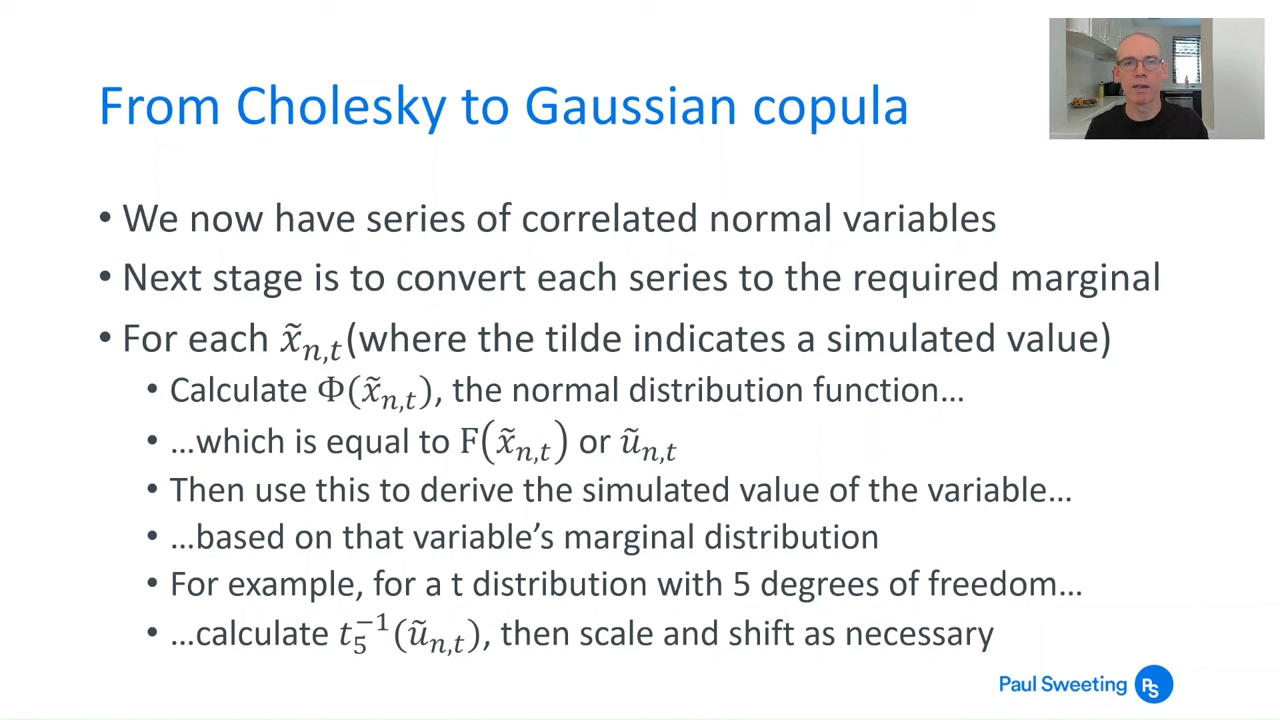 From Cholesky to Gaussian copula
• We now have series of correlated normal variables
• Next stage is to convert each series to the required marginal
• For each x̃ₙ,ₜ(where the tilde indicates a simulated value)
• Calculate Φ(x̃ₙ,ₜ), the normal distribution function…
• …which is equal to F(x̃ₙ,ₜ) or ũₙ,ₜ
• Then use this to derive the simulated value of the variable…
• …based on that variable’s marginal distribution
• For example, for a t distribution with 5 degrees of freedom…
• …calculate t₅⁻¹(ũₙ,ₜ), then scale and shift as necessary
Paul Sweeting PS